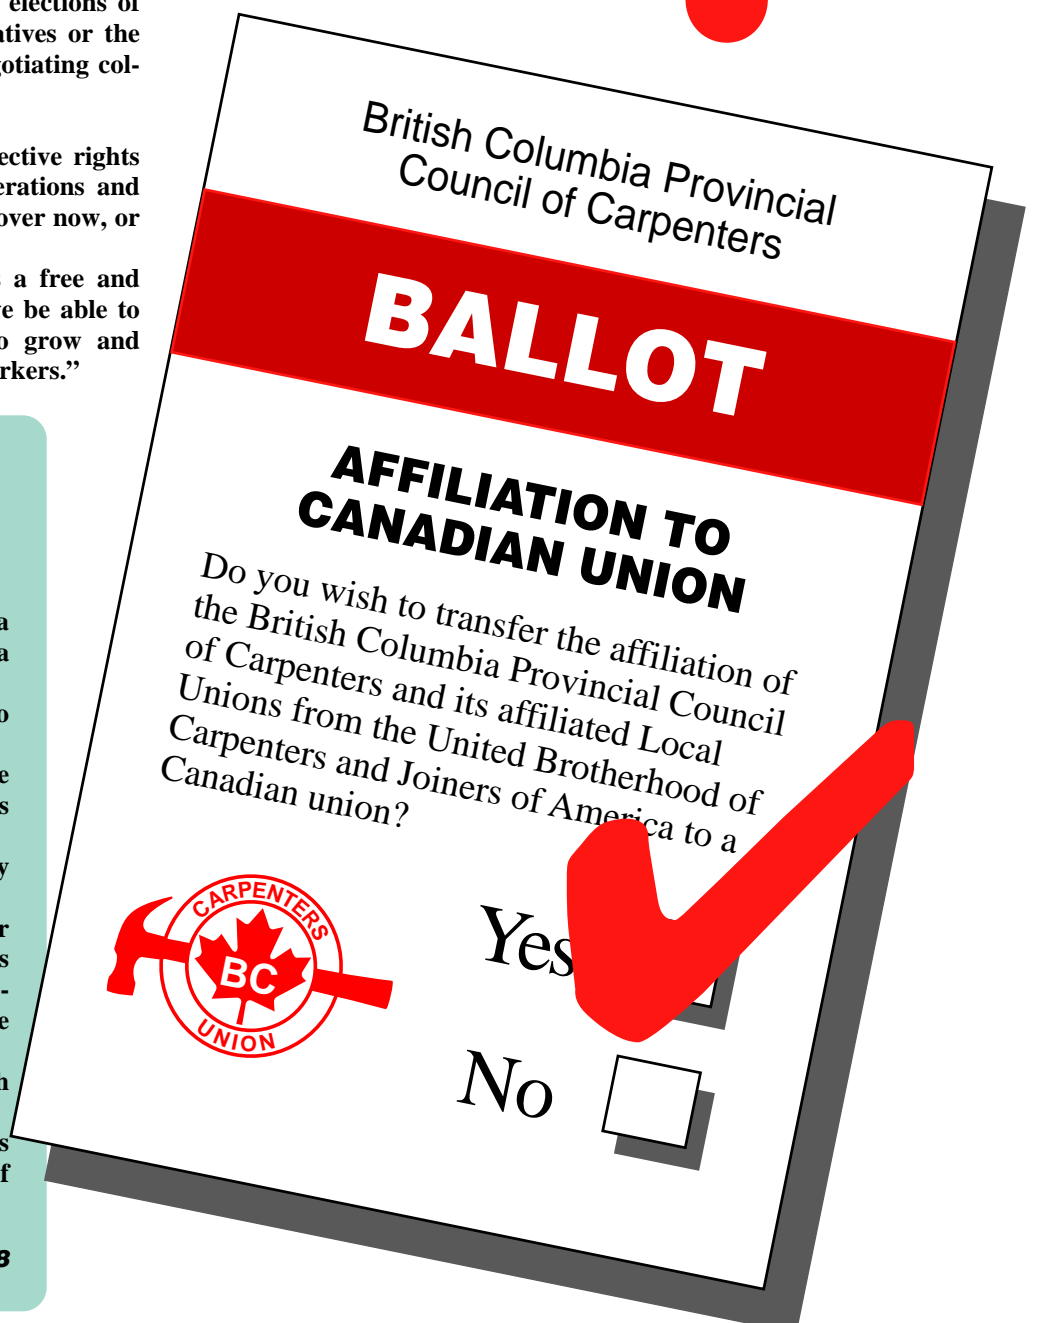 elections of
atives or the
gotiating col-
ective rights
erations and
over now, or
s a free and
ve be able to
o grow and
rkers.”
a
a
o
e
s
y
r
s
-
e
h
s
f
8
British Columbia Provincial
Council of Carpenters
BALLOT
AFFILIATION TO
CANADIAN UNION
Do you wish to transfer the affiliation of
the British Columbia Provincial Council
of Carpenters and its affiliated Local
Unions from the United Brotherhood of
Carpenters and Joiners of America to a
Canadian union?
CARPENTERS
BC
UNION
Yes
No